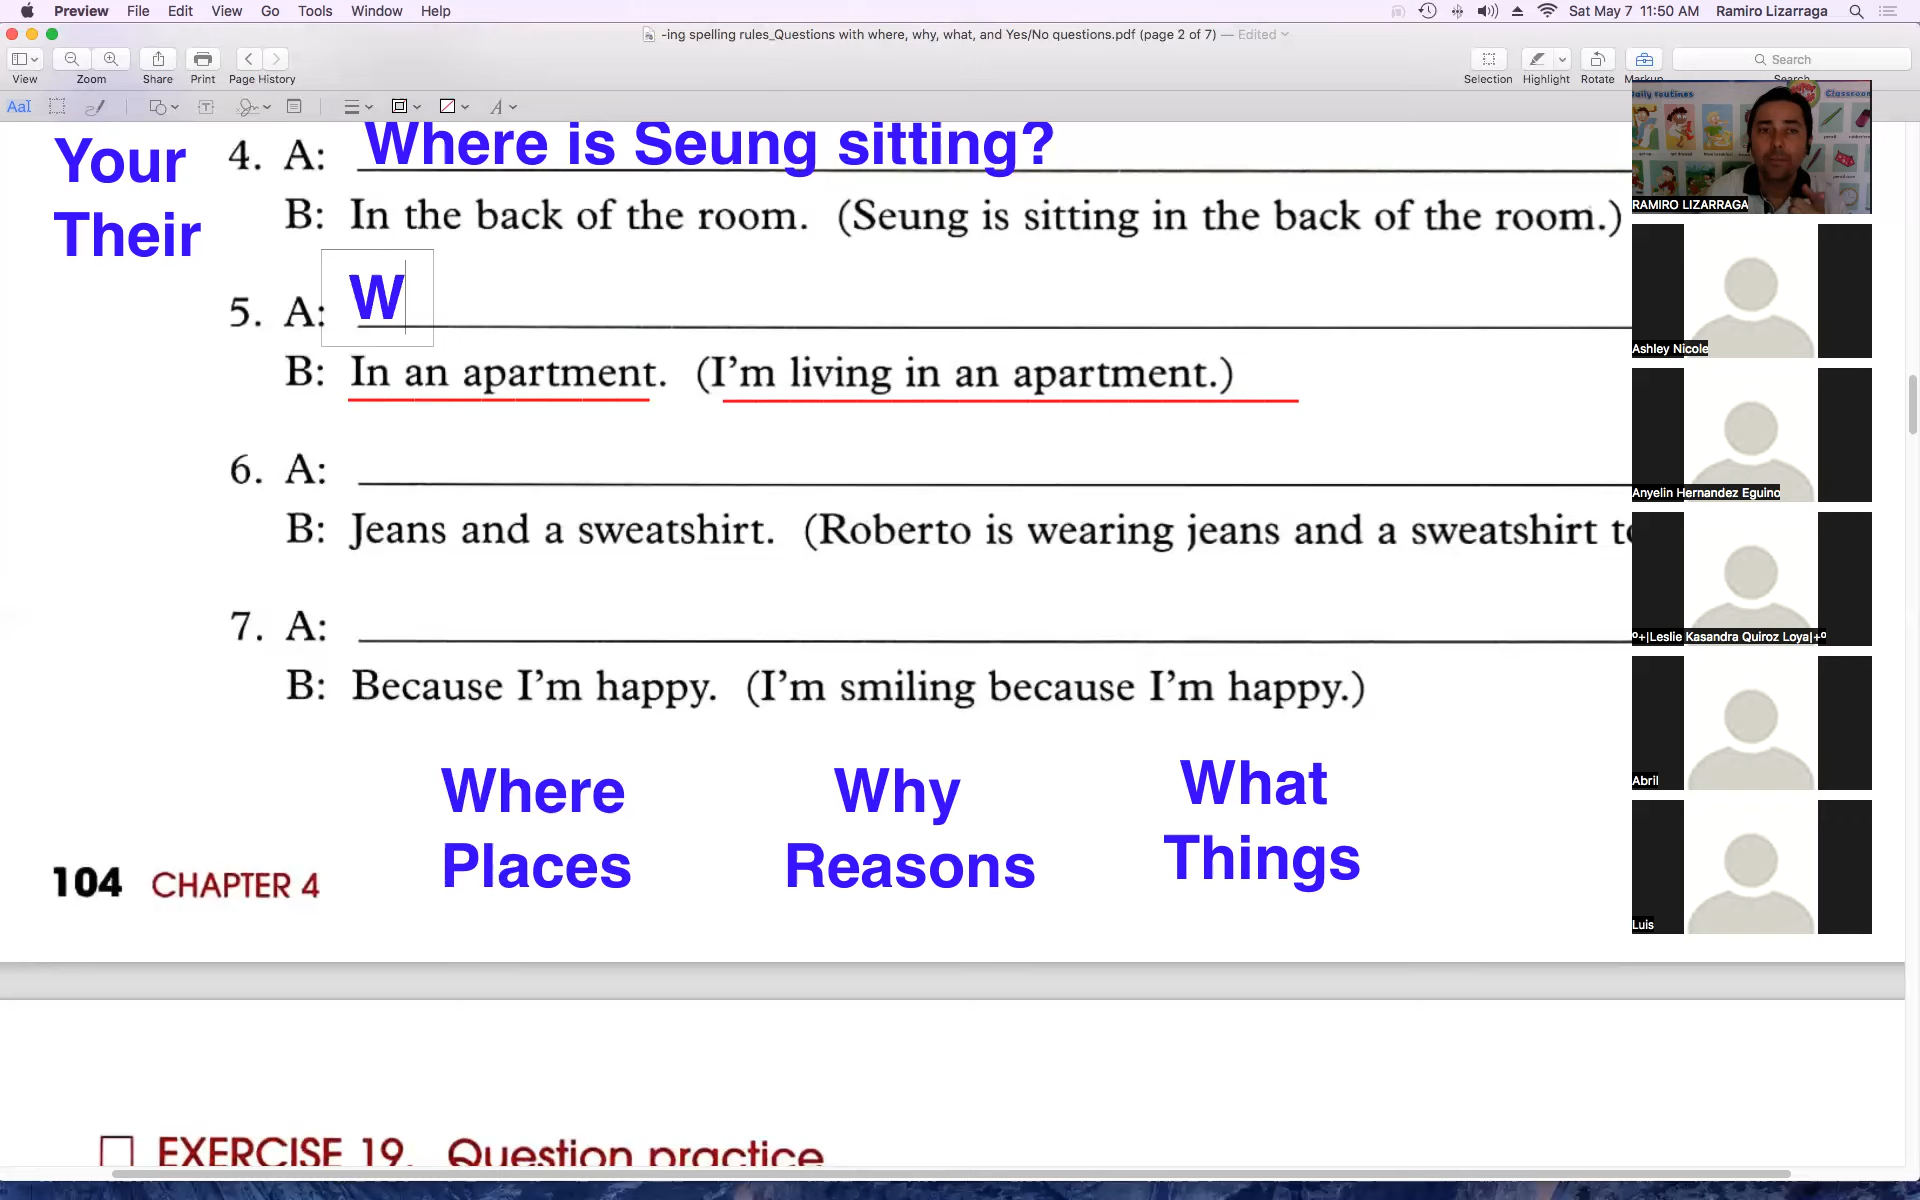 Preview File Edit View Go Tools Window Help Sat May 7 11:50 AM Ramiro Lizarraga
-ing spelling rules_Questions with where, why, what, and Yes/No questions.pdf (page 2 of 7) — Edited
View Zoom Share Print Page History Selection Highlight Rotate Markup Search
Search
AaI T A
Your
Their
4. A: Where is Seung sitting?
B: In the back of the room. (Seung is sitting in the back of the room.)
5. A: W
B: In an apartment. (I'm living in an apartment.)
6. A:
B: Jeans and a sweatshirt. (Roberto is wearing jeans and a sweatshirt
7. A:
B: Because I'm happy. (I'm smiling because I'm happy.)
Where Why What
Places Reasons Things
104 CHAPTER 4
EXERCISE 19. Question practice
Daily routines
Classroom
RAMIRO LIZARRAGA
Ashley Nicole
Anyelin Hernandez Eguino
º+|Leslie Kasandra Quiroz Loya|+º
Abril
Luis